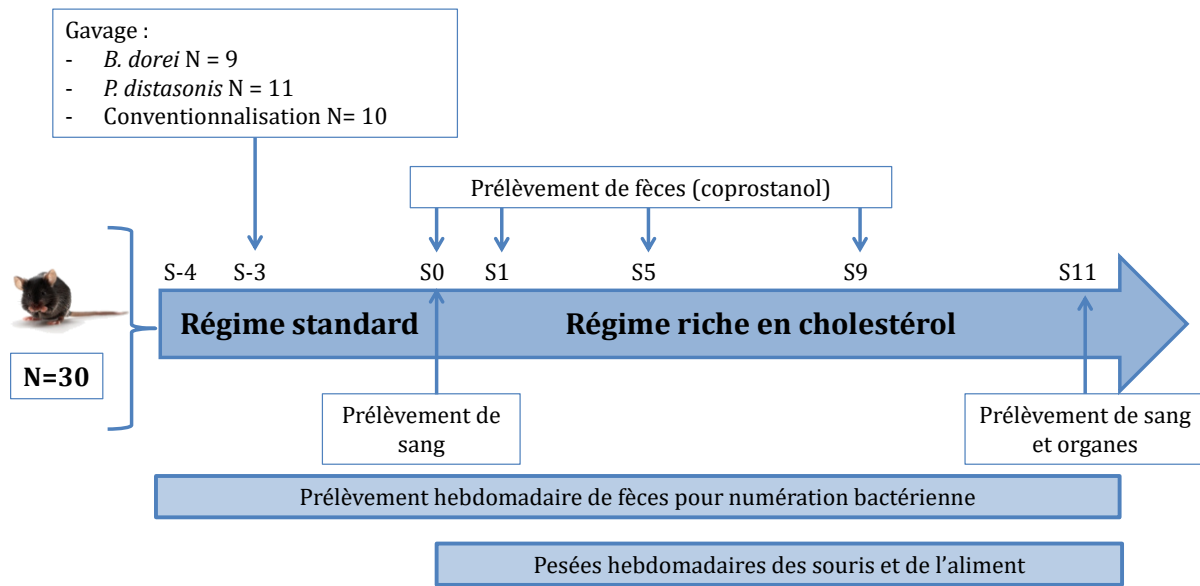 Gavage :
- B. dorei N = 9
- P. distasonis N = 11
- Conventionnalisation N= 10
Prélèvement de fèces (coprostanol)
S-4 S-3 S0 S1 S5 S9 S11
Régime standard Régime riche en cholestérol
N=30
Prélèvement de
sang
Prélèvement de sang
et organes
Prélèvement hebdomadaire de fèces pour numération bactérienne
Pesées hebdomadaires des souris et de l’aliment